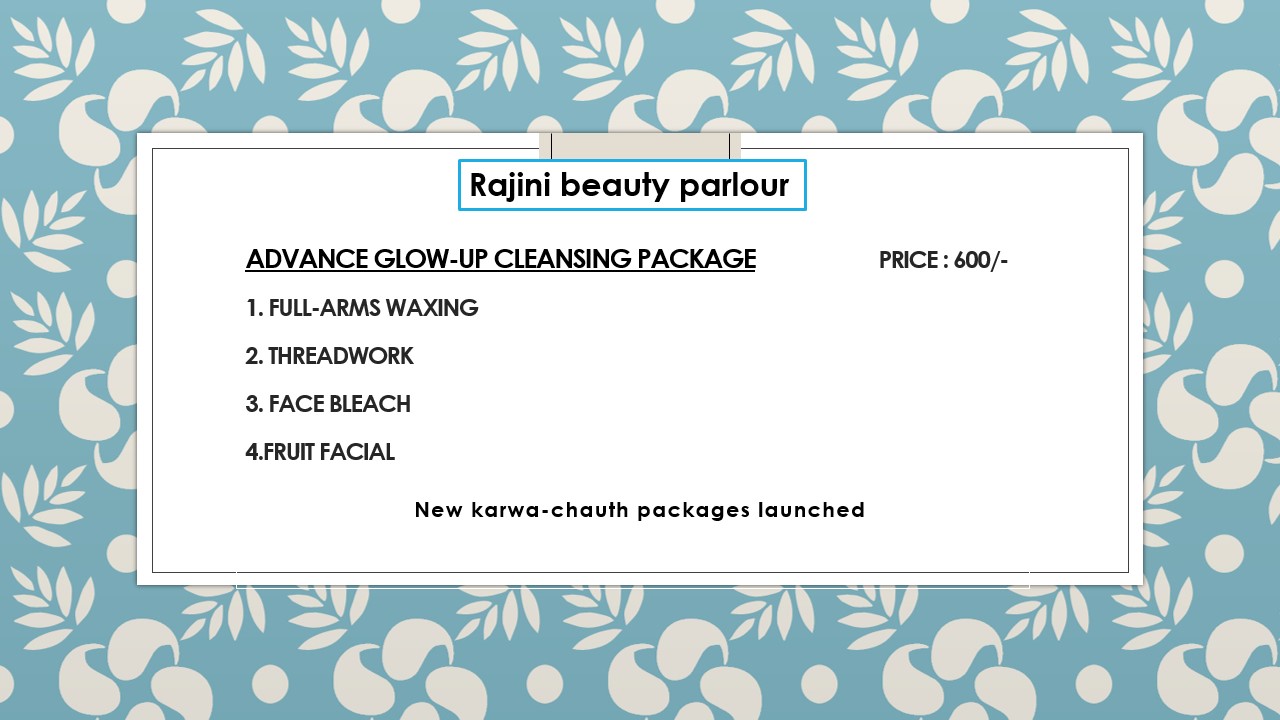 Rajini beauty parlour
ADVANCE GLOW-UP CLEANSING PACKAGE PRICE : 600/-
1. FULL-ARMS WAXING
2. THREADWORK
3. FACE BLEACH
4.FRUIT FACIAL
New karwa-chauth packages launched